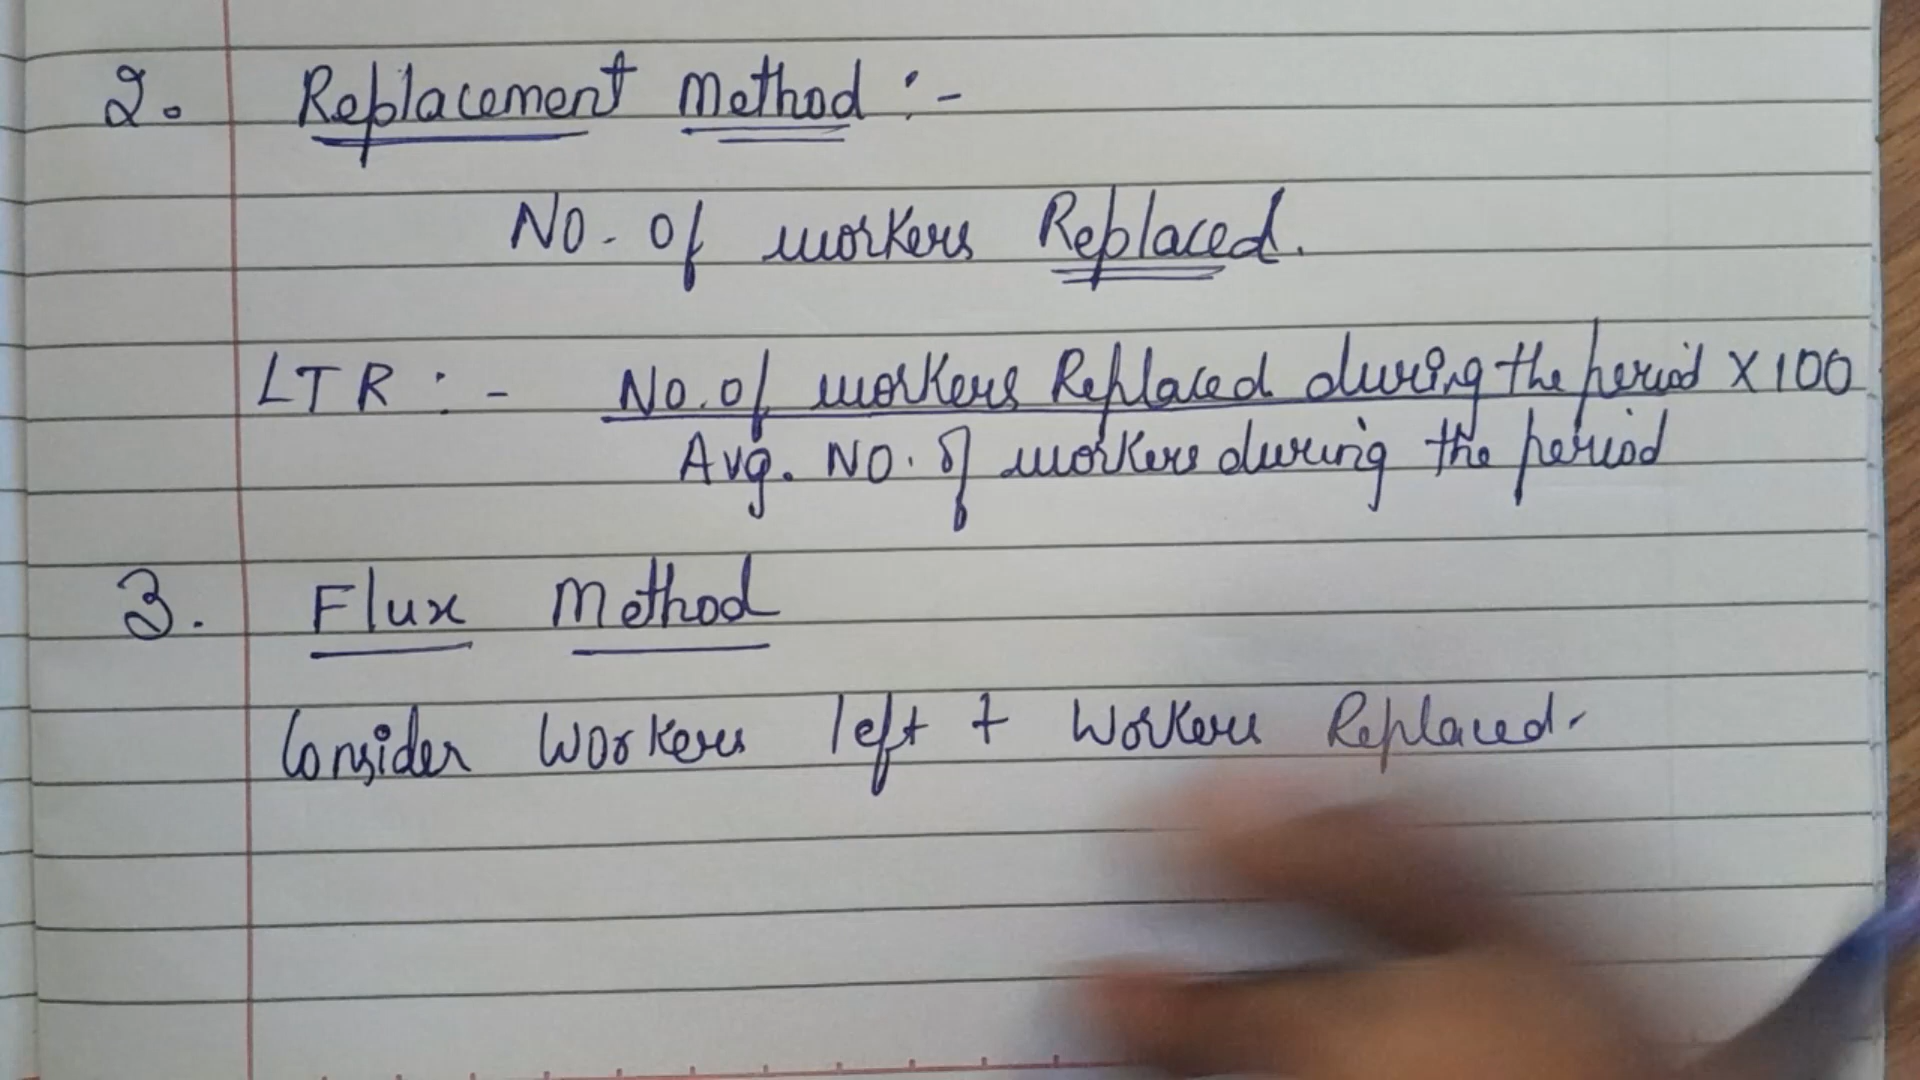 2. Replacement Method :-
No. of workers Replaced.
LTR :- No. of workers Replaced during the period X 100
Avg. No. of workers during the period
3. Flux Method
Consider Workers left + Workers Replaced.